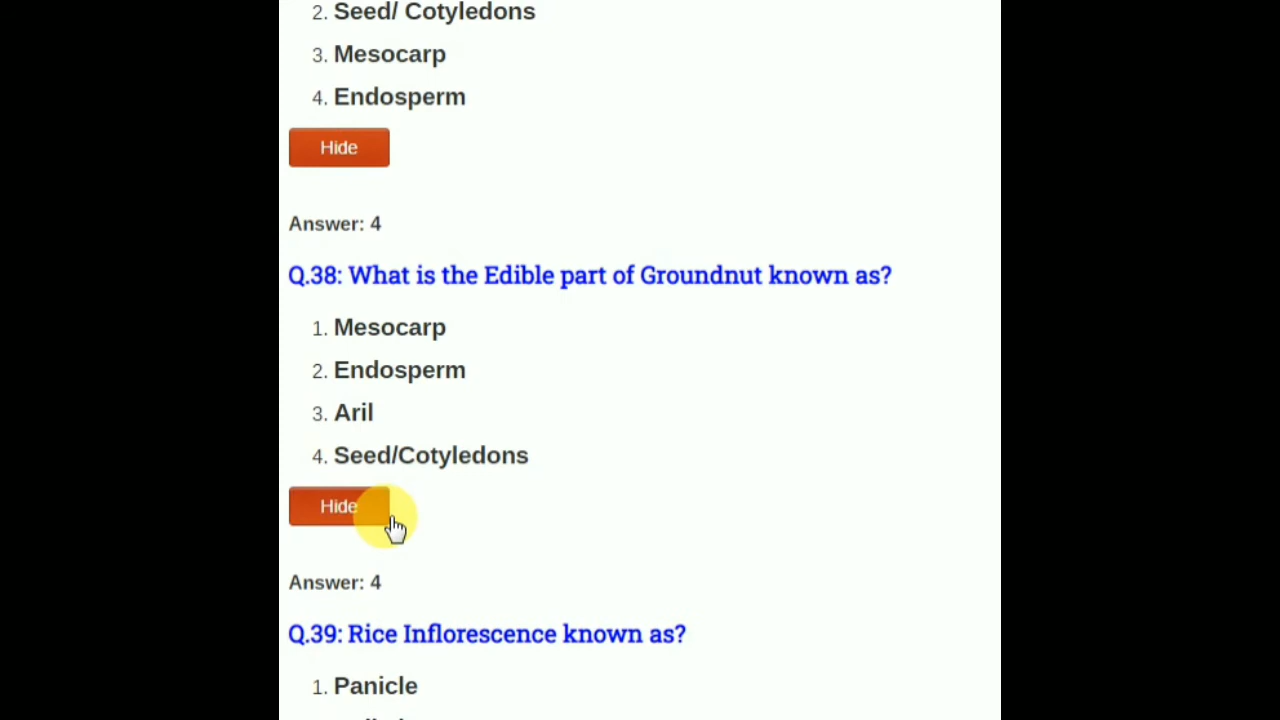 2. Seed/ Cotyledons
3. Mesocarp
4. Endosperm
Hide
Answer: 4
Q.38: What is the Edible part of Groundnut known as?
1. Mesocarp
2. Endosperm
3. Aril
4. Seed/Cotyledons
Hide
Answer: 4
Q.39: Rice Inflorescence known as?
1. Panicle